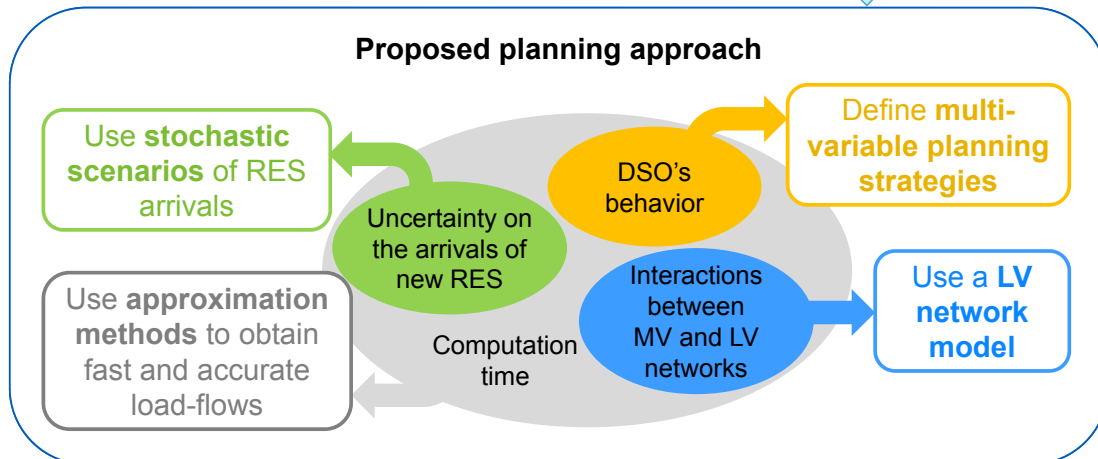 Proposed planning approach
Use stochastic
scenarios of RES
arrivals
Define multi-
variable planning
strategies
DSO's
behavior
Uncertainty on
the arrivals of
new RES
Interactions
between
MV and LV
networks
Use a LV
network
model
Use approximation
methods to obtain
fast and accurate
load-flows
Computation
time